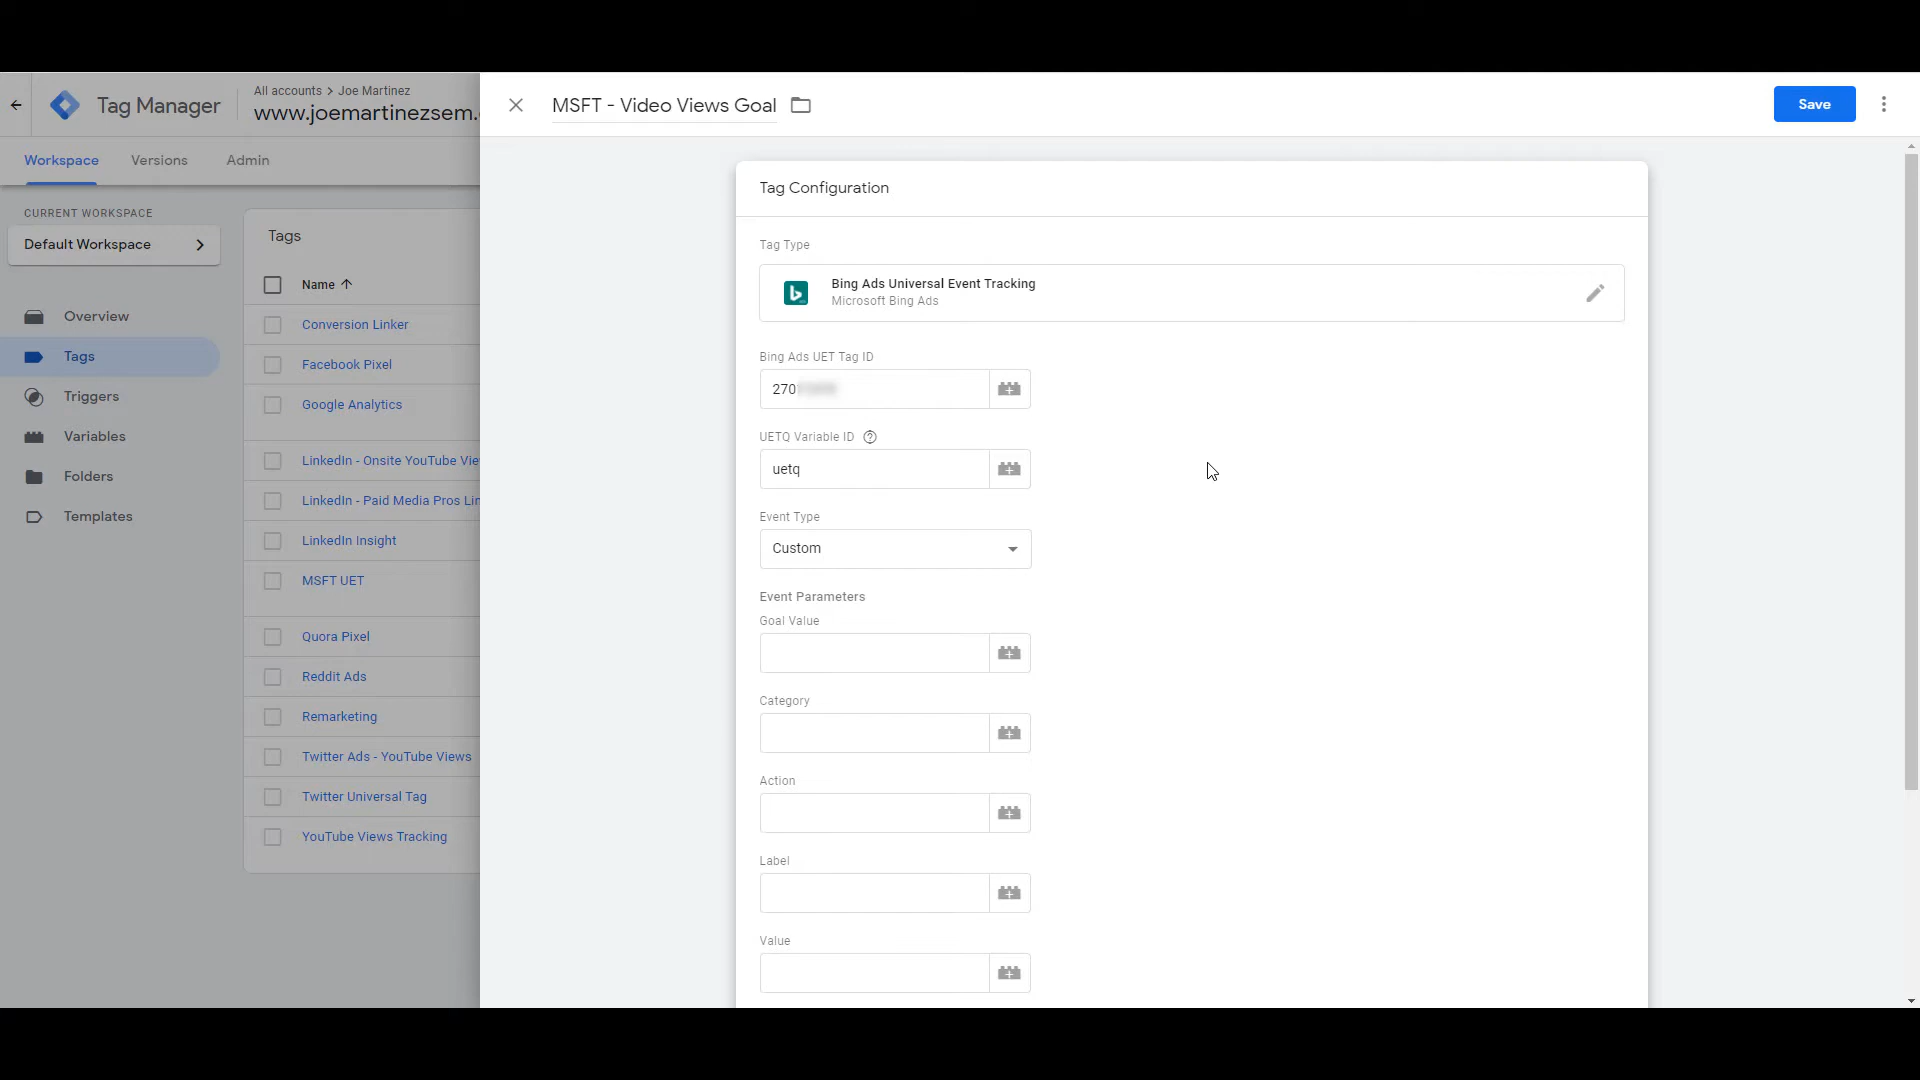 Tag Manager
All accounts > Joe Martinez
www.joemartinezsem.
Workspace
Versions
Admin
CURRENT WORKSPACE
Default Workspace
Overview
Tags
Triggers
Variables
Folders
Templates
Tags
Name
Conversion Linker
Facebook Pixel
Google Analytics
LinkedIn - Onsite YouTube Vie
LinkedIn - Paid Media Pros Lin
LinkedIn Insight
MSFT UET
Quora Pixel
Reddit Ads
Remarketing
Twitter Ads - YouTube Views
Twitter Universal Tag
YouTube Views Tracking
MSFT - Video Views Goal
Save
Tag Configuration
Tag Type
Bing Ads Universal Event Tracking
Microsoft Bing Ads
Bing Ads UET Tag ID
270
UETQ Variable ID
uetq
Event Type
Custom
Event Parameters
Goal Value
Category
Action
Label
Value